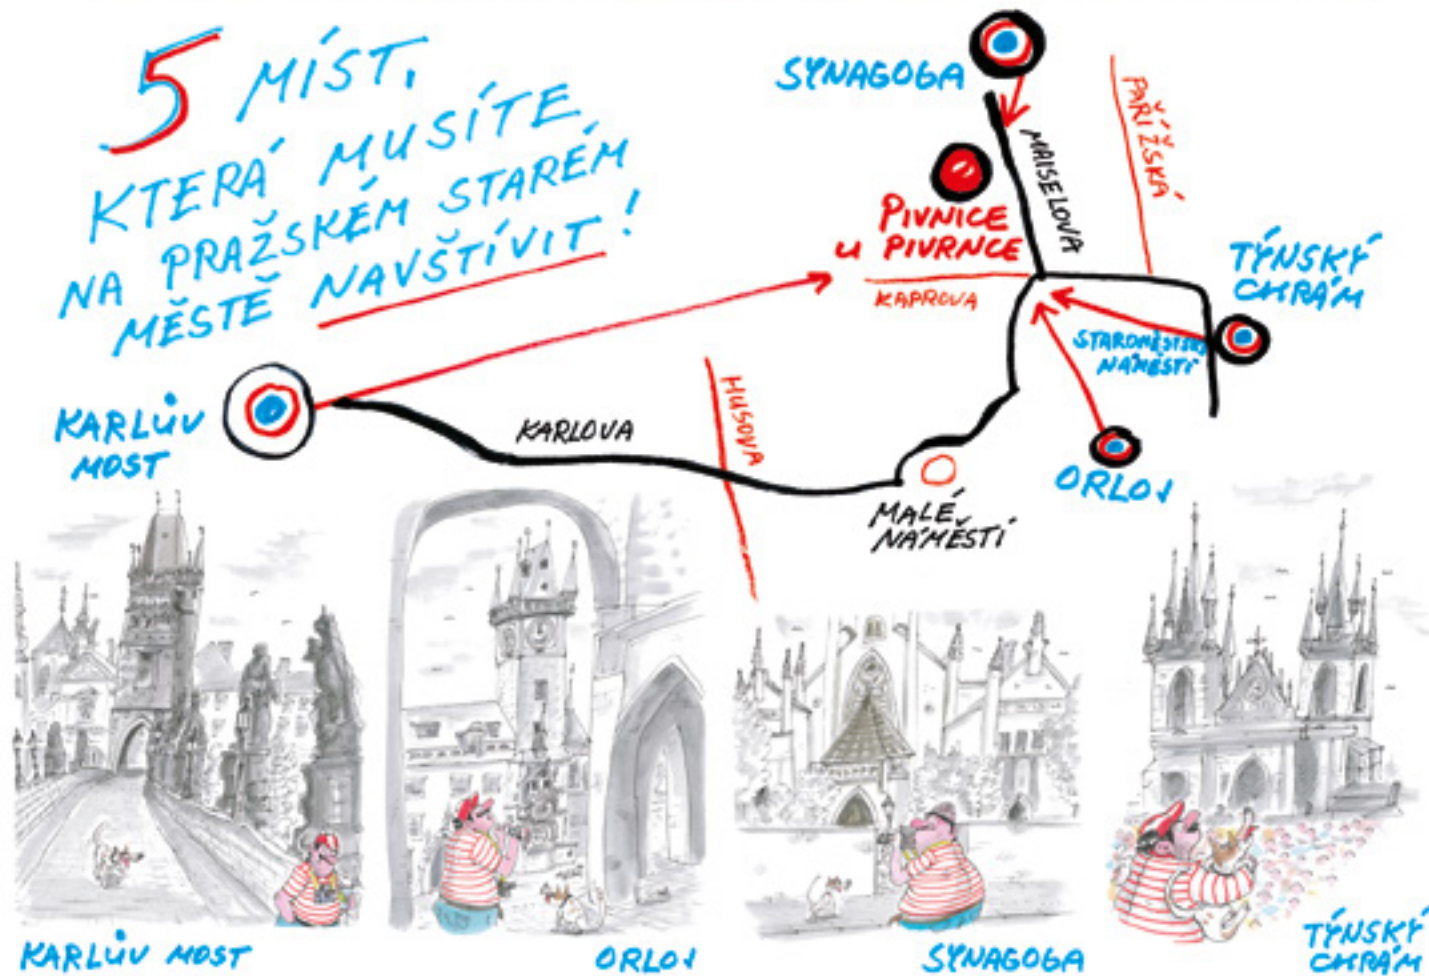 5 MÍST,
KTERÁ MUSÍTE
NA PRAŽSKÉM STARÉM
MĚSTĚ NAVŠTÍVIT!
SYNAGOGA
PAŘÍŽSKÁ
MAISELOVA
PIVNICE
U PIVRNCE
KAPROVA
TÝNSKÝ
CHRÁM
STAROMĚSTSKÉ
NÁMĚSTÍ
KARLŮV
MOST
KARLOVA
HUSOVA
MALÉ
NÁMĚSTÍ
ORLOJ
KARLŮV MOST
ORLOJ
SYNAGOGA
TÝNSKÝ
CHRÁM